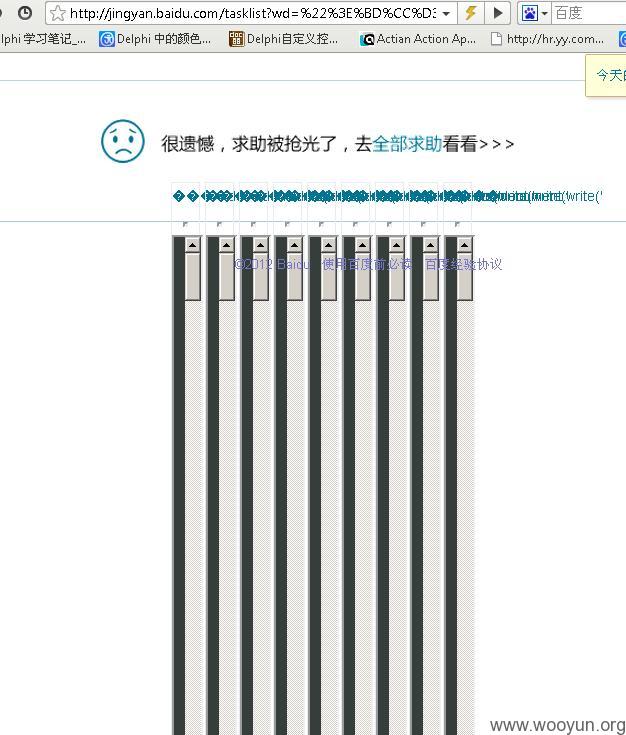 http://jingyan.baidu.com/tasklist?wd=%22%3E%BD%CC%D3
百度
lphi 学习笔记_...
Delphi 中的颜色...
Delphi自定义控...
Actian Action Ap...
http://hr.yy.com...
今天的
很遗憾，求助被抢光了，去全部求助看看>>>
write('
©2012 Baidu 使用百度前必读 百度经验协议
www.wooyun.org